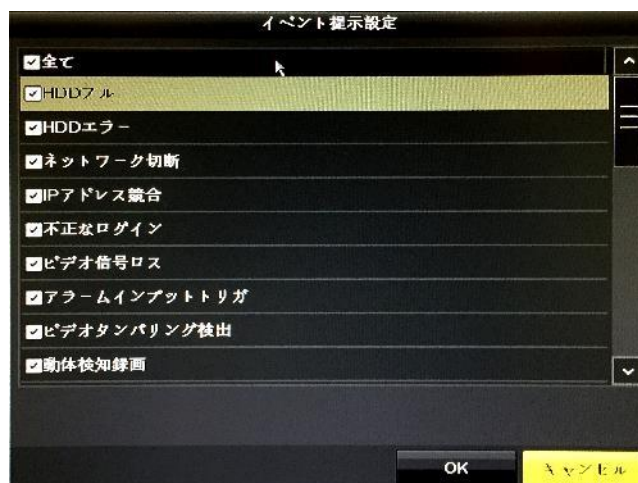 イベント提示設定
全て
HDDフル
HDDエラー
ネットワーク切断
IPアドレス競合
不正なログイン
ビデオ信号ロス
アラームインプットトリガ
ビデオタンパリング検出
動体検知録画
OK
キャンセル